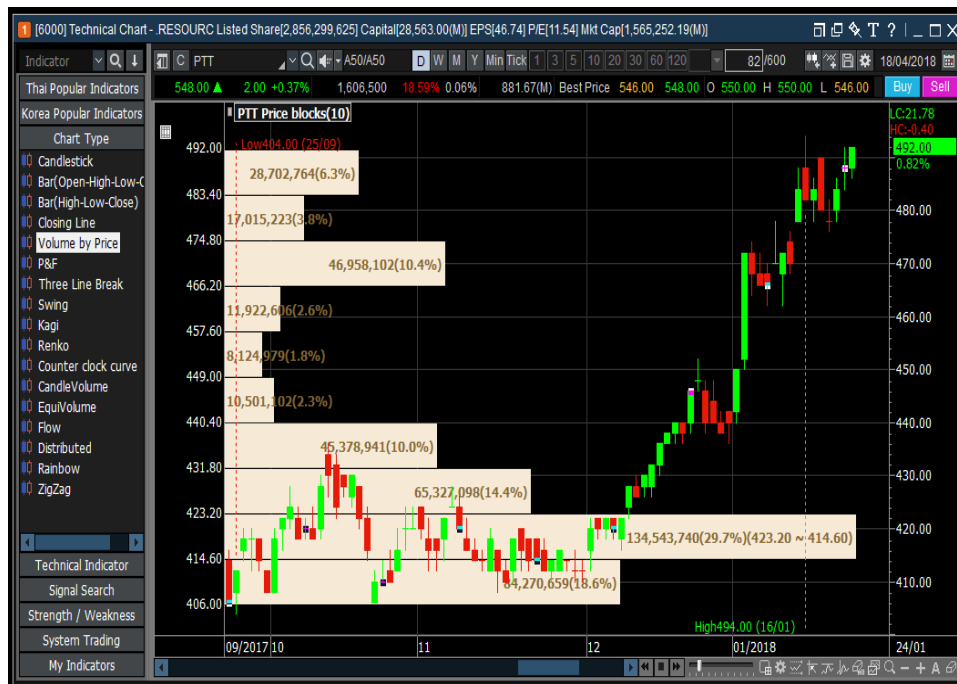 1 [6000] Technical Chart - .RESOURC Listed Share[2,856,299,625] Capital[28,563.00(M)] EPS[46.74] P/E[11.54] Mkt Cap[1,565,252.19(M)] T ?
Indicator C PTT A50/A50 D W M Y Min Tick 1 3 5 10 20 30 60 120 82/600 18/04/2018
548.00 ▲ 2.00 +0.37% 1,606,500 18.59% 0.06% 881.67(M) Best Price 546.00 548.00 O 550.00 H 550.00 L 546.00 Buy Sell
Thai Popular Indicators
Korea Popular Indicators
Chart Type
Candlestick
Bar(Open-High-Low-C
Bar(High-Low-Close)
Closing Line
Volume by Price
P&F
Three Line Break
Swing
Kagi
Renko
Counter clock curve
CandleVolume
EquiVolume
Flow
Distributed
Rainbow
ZigZag
Technical Indicator
Signal Search
Strength / Weakness
System Trading
My Indicators
PTT Price blocks(10)
Low404.00 (25/09)
492.00
483.40
474.80
466.20
457.60
449.00
440.40
431.80
423.20
414.60
406.00
28,702,764(6.3%)
17,015,223(3.8%)
46,958,102(10.4%)
11,922,606(2.6%)
8,124,979(1.8%)
10,501,102(2.3%)
45,378,941(10.0%)
65,327,098(14.4%)
134,543,740(29.7%)(423.20 ~ 414.60)
84,270,659(18.6%)
High494.00 (16/01)
LC:21.78
HC:-0.40
492.00
0.82%
480.00
470.00
460.00
450.00
440.00
430.00
420.00
410.00
09/2017 10 11 12 01/2018 24/01
A